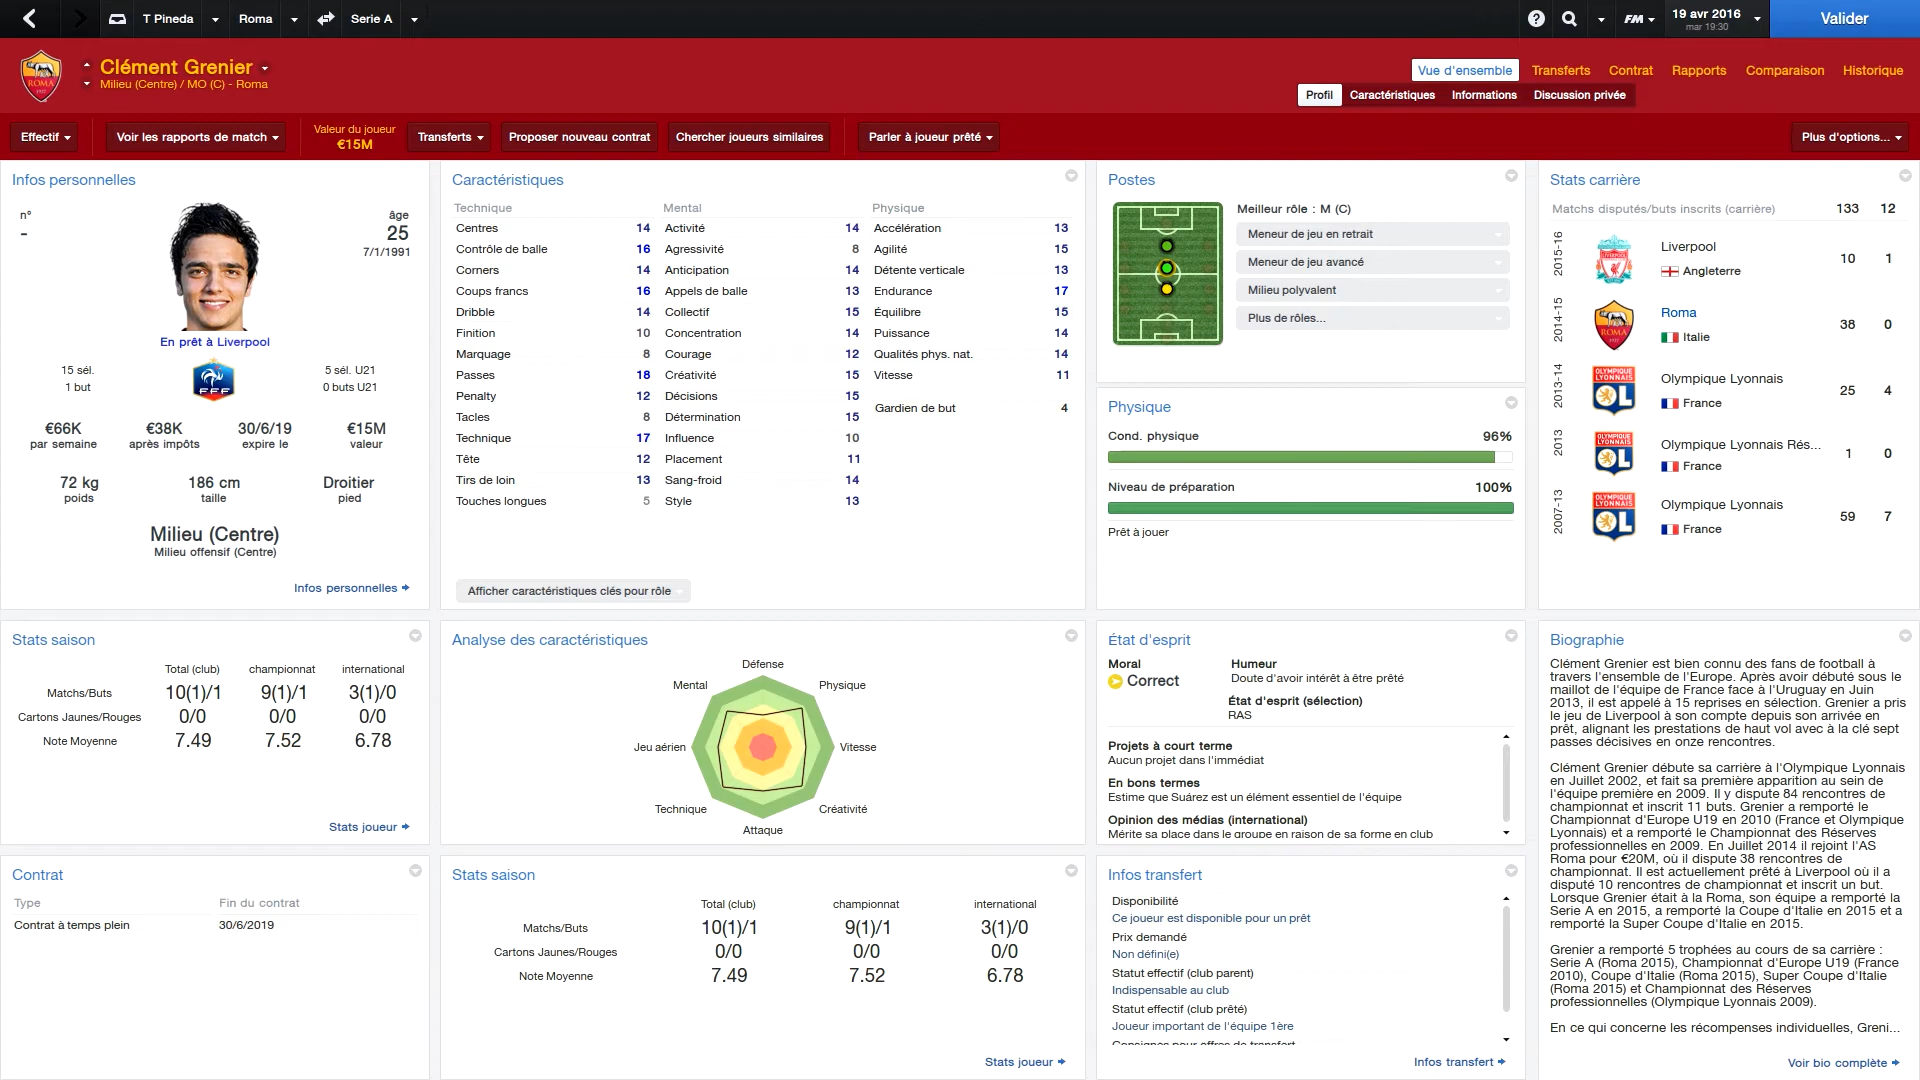 T Pineda
Roma
Serie A
FM
19 avr 2016
mar 19:30
Valider
Clément Grenier
Milieu (Centre) / MO (C) - Roma
Vue d'ensemble Transferts Contrat Rapports Comparaison Historique
Profil Caractéristiques Informations Discussion privée
Effectif
Voir les rapports de match
Valeur du joueur
€15M
Transferts
Proposer nouveau contrat
Chercher joueurs similaires
Parler à joueur prêté
Plus d'options...
Infos personnelles
n°
-
âge
25
7/1/1991
En prêt à Liverpool
15 sél.
1 but
FFF
5 sél. U21
0 buts U21
€66K €38K 30/6/19 €15M
par semaine après impôts expire le valeur
72 kg 186 cm Droitier
poids taille pied
Milieu (Centre)
Milieu offensif (Centre)
Infos personnelles
Caractéristiques
Technique Mental Physique
Centres 14 Activité 14 Accélération 13
Contrôle de balle 16 Agressivité 8 Agilité 15
Corners 14 Anticipation 14 Détente verticale 13
Coups francs 16 Appels de balle 13 Endurance 17
Dribble 14 Collectif 15 Équilibre 15
Finition 10 Concentration 14 Puissance 14
Marquage 8 Courage 12 Qualités phys. nat. 14
Passes 18 Créativité 15 Vitesse 11
Penalty 12 Décisions 15
Gardien de but 4
Tacles 8 Détermination 15
Technique 17 Influence 10
Tête 12 Placement 11
Tirs de loin 13 Sang-froid 14
Touches longues 5 Style 13
Afficher caractéristiques clés pour rôle
Postes
Meilleur rôle : M (C)
Meneur de jeu en retrait
Meneur de jeu avancé
Milieu polyvalent
Plus de rôles...
Physique
Cond. physique 96%
Niveau de préparation 100%
Prêt à jouer
Stats carrière
Matchs disputés/buts inscrits (carrière) 133 12
2015-16 Liverpool 10 1
Angleterre
2014-15 Roma 38 0
Italie
2013-14 Olympique Lyonnais 25 4
France
2013 Olympique Lyonnais Rés... 1 0
France
2007-13 Olympique Lyonnais 59 7
France
Stats saison
Total (club) championnat international
Matchs/Buts 10(1)/1 9(1)/1 3(1)/0
Cartons Jaunes/Rouges 0/0 0/0 0/0
Note Moyenne 7.49 7.52 6.78
Stats joueur
Analyse des caractéristiques
Défense
Mental Physique
Jeu aérien Vitesse
Technique Créativité
Attaque
État d'esprit
Moral
Correct
Humeur
Doute d'avoir intérêt à être prêté
État d'esprit (sélection)
RAS
Projets à court terme
Aucun projet dans l'immédiat
En bons termes
Estime que Suárez est un élément essentiel de l'équipe
Opinion des médias (international)
Mérite sa place dans le groupe en raison de sa forme en club
Biographie
Clément Grenier est bien connu des fans de football à
travers l'ensemble de l'Europe. Après avoir débuté sous le
maillot de l'équipe de France face à l'Uruguay en Juin
2013, il est appelé à 15 reprises en sélection. Grenier a pris
le jeu de Liverpool à son compte depuis son arrivée en
prêt, alignant les prestations de haut vol avec à la clé sept
passes décisives en onze rencontres.
Clément Grenier débute sa carrière à l'Olympique Lyonnais
en Juillet 2002, et fait sa première apparition au sein de
l'équipe première en 2009. Il y dispute 84 rencontres de
championnat et inscrit 11 buts. Grenier a remporté le
Championnat d'Europe U19 en 2010 (France et Olympique
Lyonnais) et a remporté le Championnat des Réserves
professionnelles en 2009. En Juillet 2014 il rejoint l'AS
Roma pour €20M, où il dispute 38 rencontres de
championnat. Il est actuellement prêté à Liverpool où il a
disputé 10 rencontres de championnat et inscrit un but.
Lorsque Grenier était à la Roma, son équipe a remporté la
Serie A en 2015, a remporté la Coupe d'Italie en 2015 et a
remporté la Super Coupe d'Italie en 2015.
Grenier a remporté 5 trophées au cours de sa carrière :
Serie A (Roma 2015), Championnat d'Europe U19 (France
2010), Coupe d'Italie (Roma 2015), Super Coupe d'Italie
(Roma 2015) et Championnat des Réserves
professionnelles (Olympique Lyonnais 2009).
En ce qui concerne les récompenses individuelles, Greni...
Voir bio complète
Contrat
Type Fin du contrat
Contrat à temps plein 30/6/2019
Stats saison
Total (club) championnat international
Matchs/Buts 10(1)/1 9(1)/1 3(1)/0
Cartons Jaunes/Rouges 0/0 0/0 0/0
Note Moyenne 7.49 7.52 6.78
Stats joueur
Infos transfert
Disponibilité
Ce joueur est disponible pour un prêt
Prix demandé
Non défini(e)
Statut effectif (club parent)
Indispensable au club
Statut effectif (club prêté)
Joueur important de l'équipe 1ère
Consignes pour offres de transfert
Infos transfert